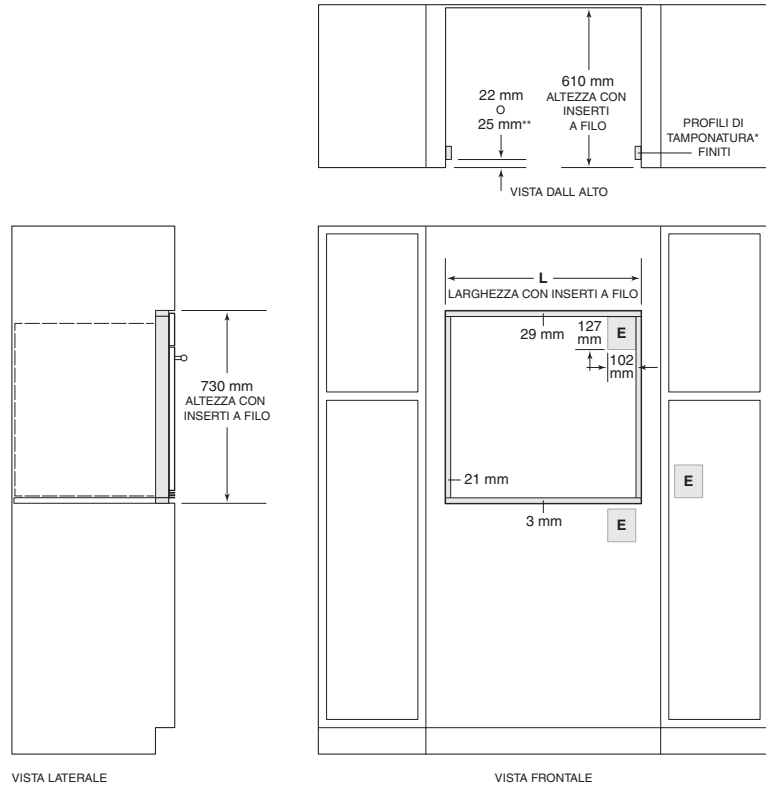 22 mm
O
25 mm**
610 mm
ALTEZZA CON
INSERTI
A FILO
PROFILI DI
TAMPONATURA*
FINITI
VISTA DALL ALTO
L
LARGHEZZA CON INSERTI A FILO
29 mm
127
mm
E
102
mm
730 mm
ALTEZZA CON
INSERTI A FILO
21 mm
E
3 mm
E
VISTA LATERALE
VISTA FRONTALE